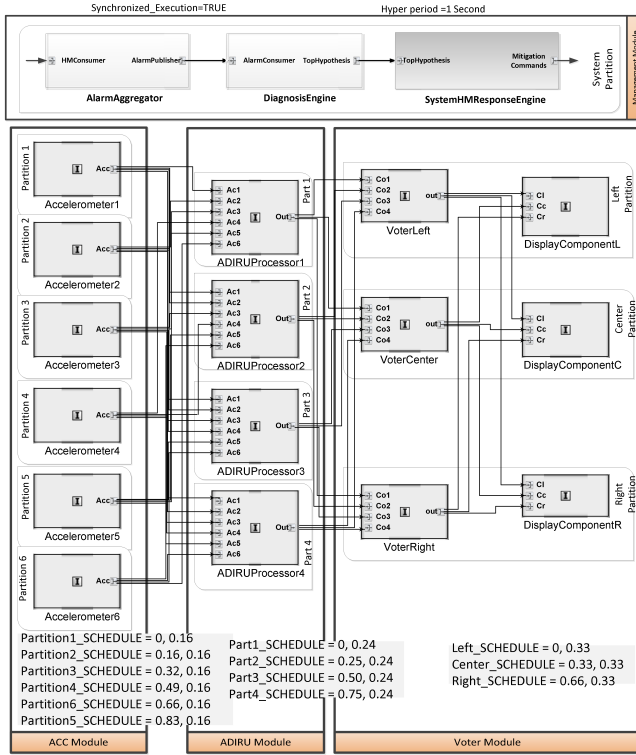 Synchronized_Execution=TRUE
Hyper period =1 Second
HMConsumer
AlarmPublisher
AlarmAggregator
AlarmConsumer
TopHypothesis
DiagnosisEngine
TopHypothesis
Mitigation
Commands
SystemHMResponseEngine
System
Partition
Management Module
Partition 1
Acc
Accelerometer1
Partition 2
Acc
Accelerometer2
Partition 3
Acc
Accelerometer3
Partition 4
Acc
Accelerometer4
Partition 5
Acc
Accelerometer5
Partition 6
Acc
Accelerometer6
Partition1_SCHEDULE = 0, 0.16
Partition2_SCHEDULE = 0.16, 0.16
Partition3_SCHEDULE = 0.32, 0.16
Partition4_SCHEDULE = 0.49, 0.16
Partition6_SCHEDULE = 0.66, 0.16
Partition5_SCHEDULE = 0.83, 0.16
ACC Module
Ac1
Ac2
Ac3
Ac4
Ac5
Ac6
Out
Part 1
ADIRUProcessor1
Ac1
Ac2
Ac3
Ac4
Ac5
Ac6
Out
Part 2
ADIRUProcessor2
Ac1
Ac2
Ac3
Ac4
Ac5
Ac6
Out
Part 3
ADIRUProcessor3
Ac1
Ac2
Ac3
Ac4
Ac5
Ac6
Out
Part 4
ADIRUProcessor4
Part1_SCHEDULE = 0, 0.24
Part2_SCHEDULE = 0.25, 0.24
Part3_SCHEDULE = 0.50, 0.24
Part4_SCHEDULE = 0.75, 0.24
ADIRU Module
Co1
Co2
Co3
Co4
out
VoterLeft
Cl
Cc
Cr
Left
Partition
DisplayComponentL
Co1
Co2
Co3
Co4
out
VoterCenter
Cl
Cc
Cr
Center
Partition
DisplayComponentC
Co1
Co2
Co3
Co4
out
VoterRight
Cl
Cc
Cr
Right
Partition
DisplayComponentR
Left_SCHEDULE = 0, 0.33
Center_SCHEDULE = 0.33, 0.33
Right_SCHEDULE = 0.66, 0.33
Voter Module